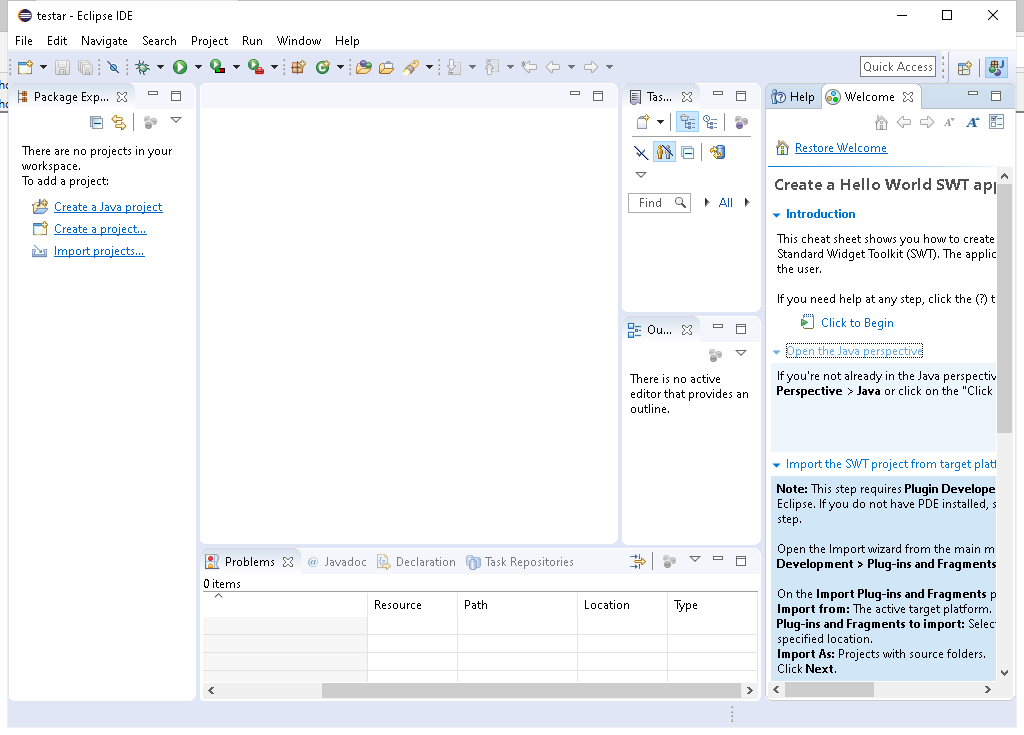 testar - Eclipse IDE
File Edit Navigate Search Project Run Window Help
Quick Access
Package Exp...
There are no projects in your
workspace.
To add a project:
Create a Java project
Create a project...
Import projects...
Tas...
Find
All
Ou...
There is no active
editor that provides an
outline.
Problems @ Javadoc Declaration Task Repositories
0 items
Resource Path Location Type
Help Welcome
Restore Welcome
Create a Hello World SWT app
Introduction
This cheat sheet shows you how to create
Standard Widget Toolkit (SWT). The applic
the user.
If you need help at any step, click the (?) t
Click to Begin
Open the Java perspective
If you're not already in the Java perspectiv
Perspective > Java or click on the "Click
Import the SWT project from target platf
Note: This step requires Plugin Develope
Eclipse. If you do not have PDE installed, s
step.
Open the Import wizard from the main m
Development > Plug-ins and Fragments
On the Import Plug-ins and Fragments p
Import from: The active target platform.
Plug-ins and Fragments to import: Selec
specified location.
Import As: Projects with source folders.
Click Next.